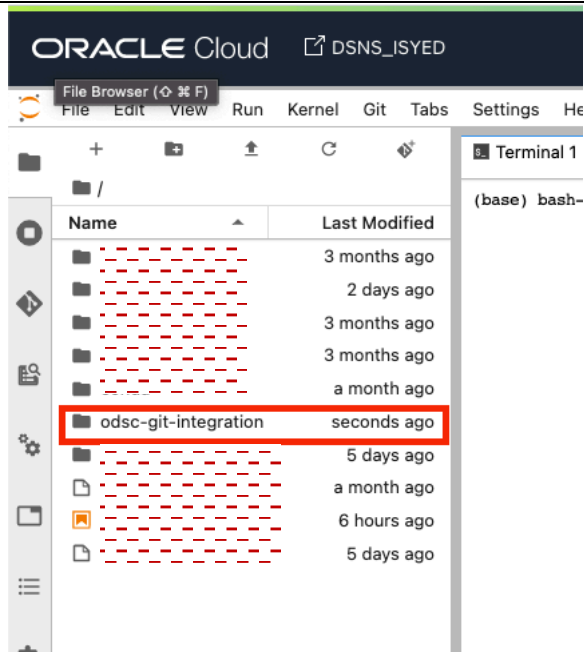 ORACLE Cloud DSNS_ISYED
File Browser (⇧ ⌘ F)
File Edit View Run Kernel Git Tabs Settings He
Terminal 1
/
(base) bash-
Name Last Modified
3 months ago
2 days ago
3 months ago
3 months ago
a month ago
odsc-git-integration seconds ago
5 days ago
a month ago
6 hours ago
5 days ago